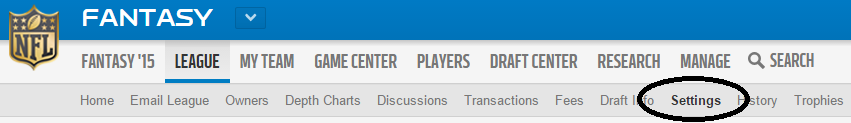 FANTASY
NFL
FANTASY '15 LEAGUE MY TEAM GAME CENTER PLAYERS DRAFT CENTER RESEARCH MANAGE SEARCH
Home Email League Owners Depth Charts Discussions Transactions Fees Draft Info Settings History Trophies